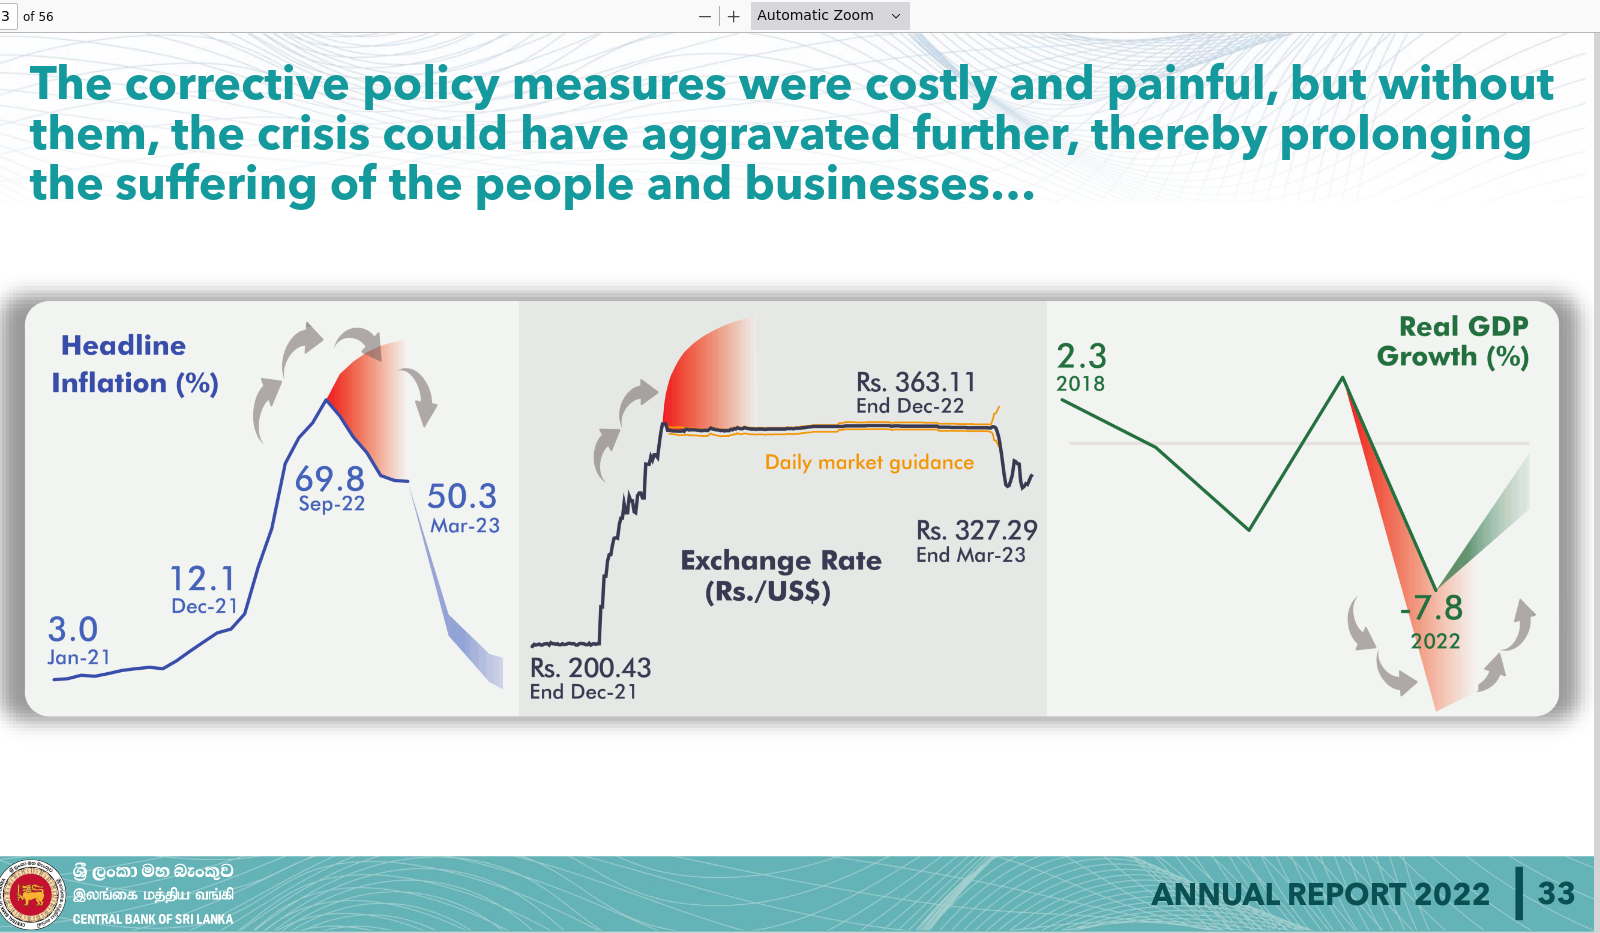 3 of 56
Automatic Zoom
The corrective policy measures were costly and painful, but without
them, the crisis could have aggravated further, thereby prolonging
the suffering of the people and businesses...
Headline
Inflation (%)
69.8
Sep-22
50.3
Mar-23
12.1
Dec-21
3.0
Jan-21
Rs. 363.11
End Dec-22
Daily market guidance
Rs. 327.29
End Mar-23
Exchange Rate
(Rs./US$)
Rs. 200.43
End Dec-21
Real GDP
Growth (%)
2.3
2018
-7.8
2022
ශ්‍රී ලංකා මහ බැංකුව
இலங்கை மத்திய வங்கி
CENTRAL BANK OF SRI LANKA
ANNUAL REPORT 2022
33